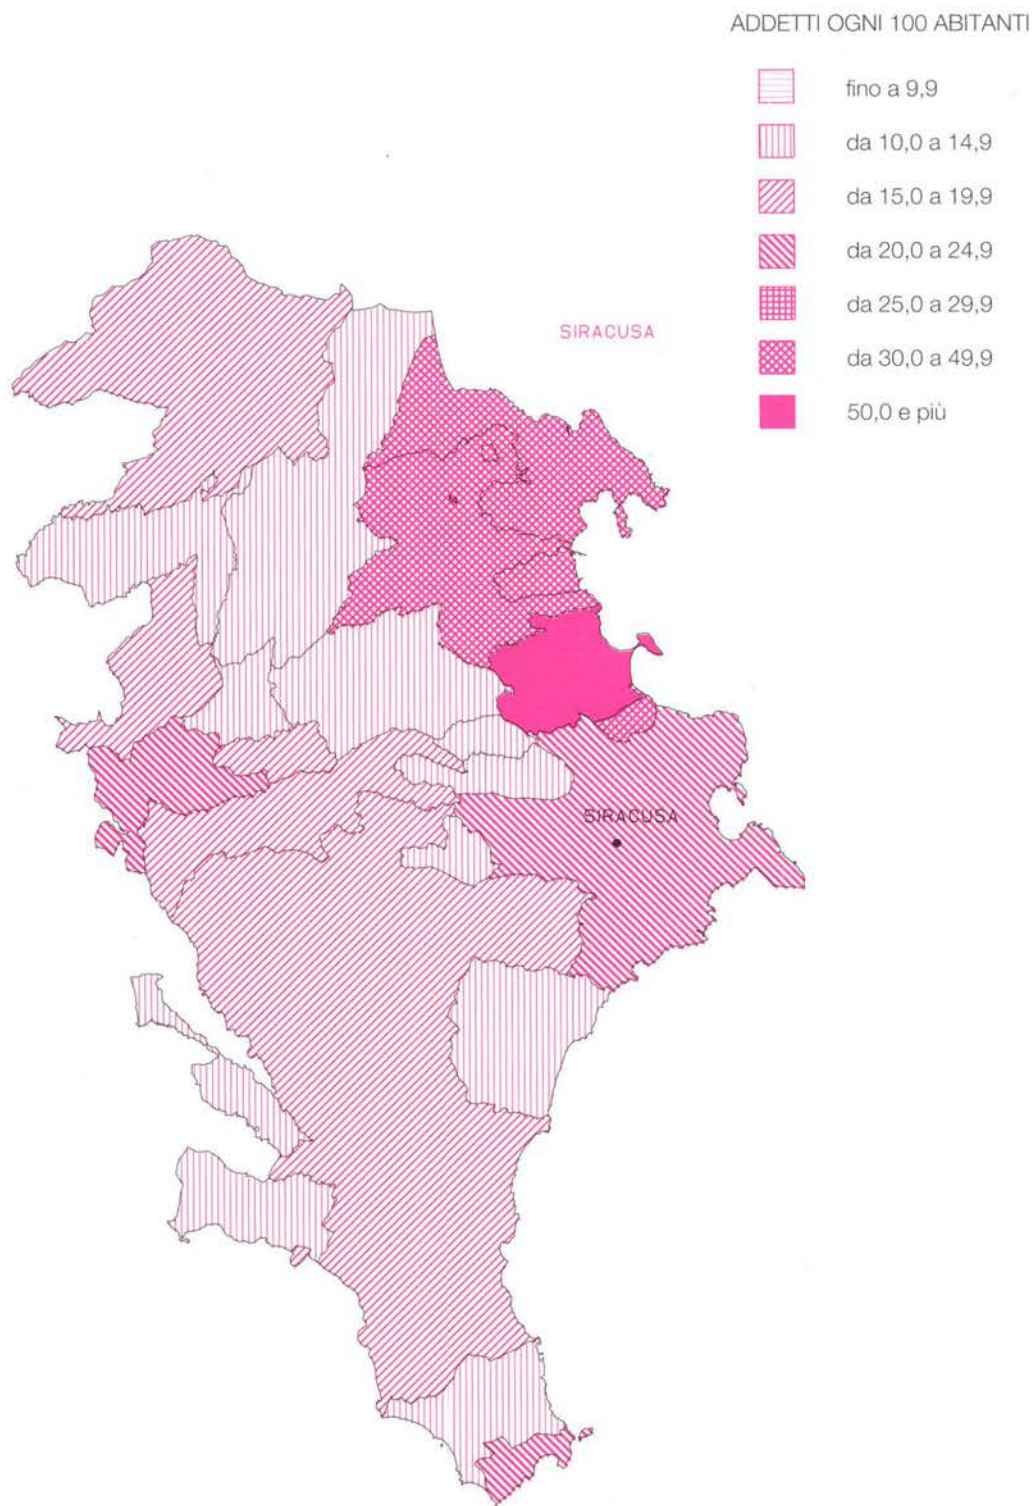 ADDETTI OGNI 100 ABITANTI
fino a 9,9
da 10,0 a 14,9
da 15,0 a 19,9
da 20,0 a 24,9
da 25,0 a 29,9
da 30,0 a 49,9
50,0 e più
SIRACUSA
SIRACUSA